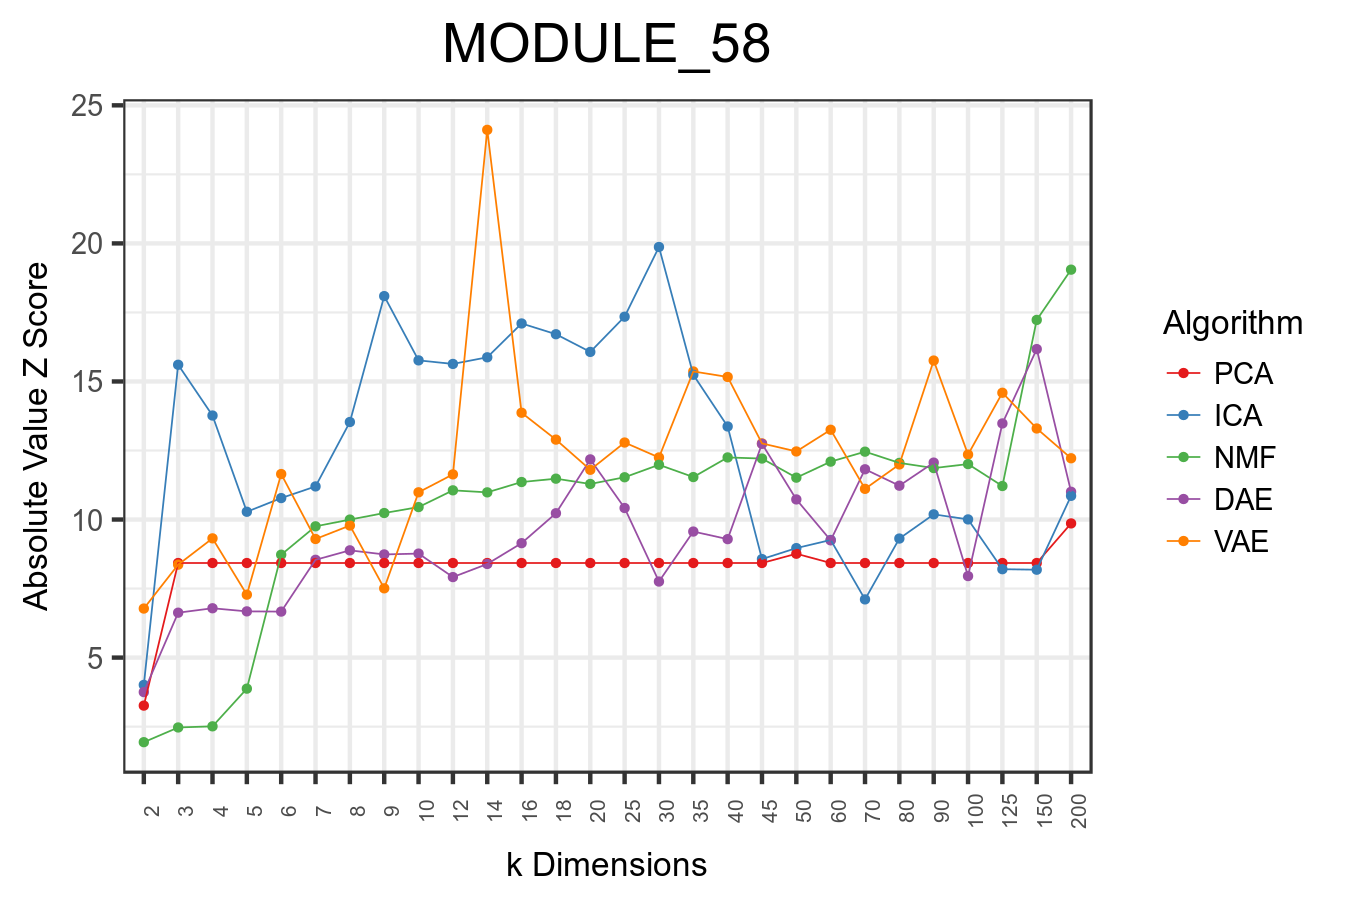 MODULE_58
Absolute Value Z Score
25
20
15
10
5
2 3 4 5 6 7 8 9 10 12 14 16 18 20 25 30 35 40 45 50 60 70 80 90 100 125 150 200
k Dimensions
Algorithm
PCA
ICA
NMF
DAE
VAE